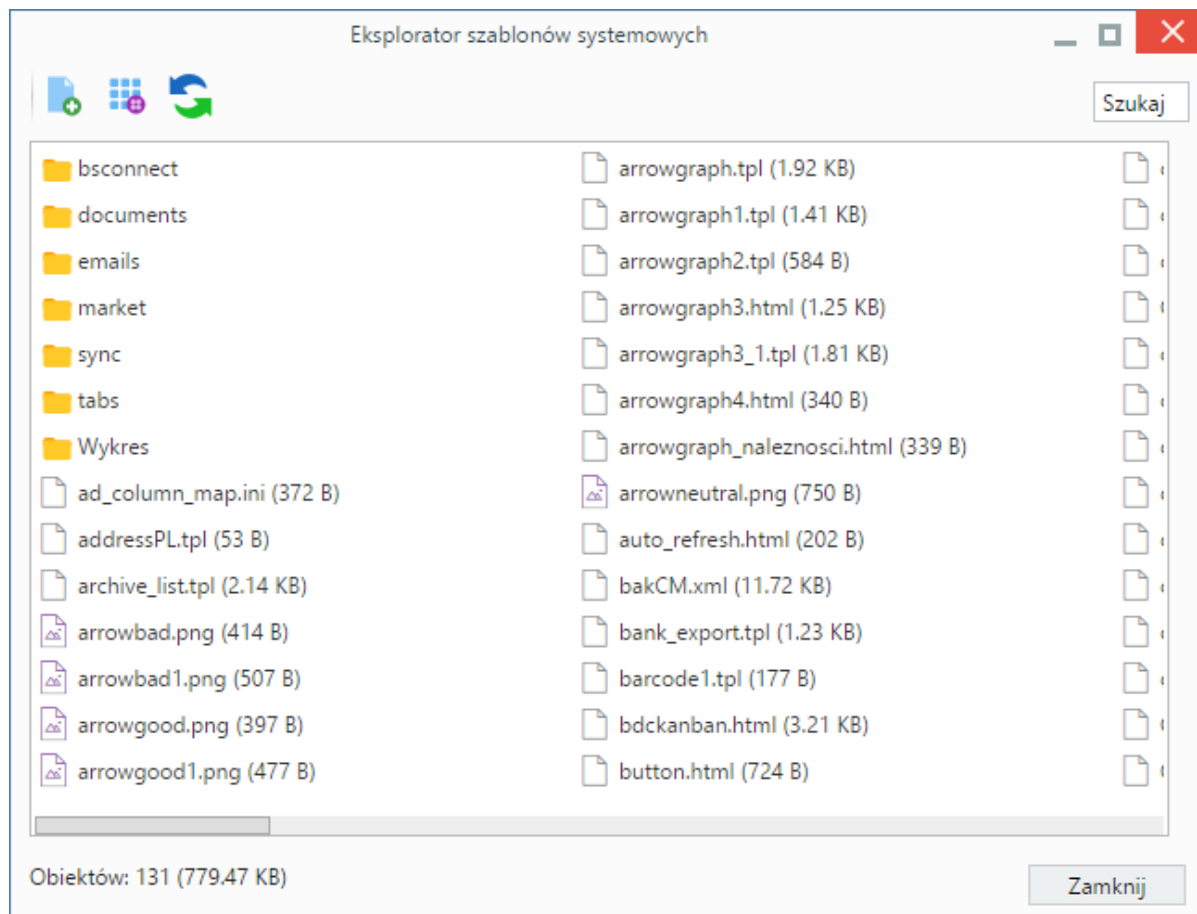 Eksplorator szablonów systemowych
Szukaj
bsconnect
documents
emails
market
sync
tabs
Wykres
ad_column_map.ini (372 B)
addressPL.tpl (53 B)
archive_list.tpl (2.14 KB)
arrowbad.png (414 B)
arrowbad1.png (507 B)
arrowgood.png (397 B)
arrowgood1.png (477 B)
arrowgraph.tpl (1.92 KB)
arrowgraph1.tpl (1.41 KB)
arrowgraph2.tpl (584 B)
arrowgraph3.html (1.25 KB)
arrowgraph3_1.tpl (1.81 KB)
arrowgraph4.html (340 B)
arrowgraph_naleznosci.html (339 B)
arrowneutral.png (750 B)
auto_refresh.html (202 B)
bakCM.xml (11.72 KB)
bank_export.tpl (1.23 KB)
barcode1.tpl (177 B)
bdckanban.html (3.21 KB)
button.html (724 B)
Obiektów: 131 (779.47 KB)
Zamknij